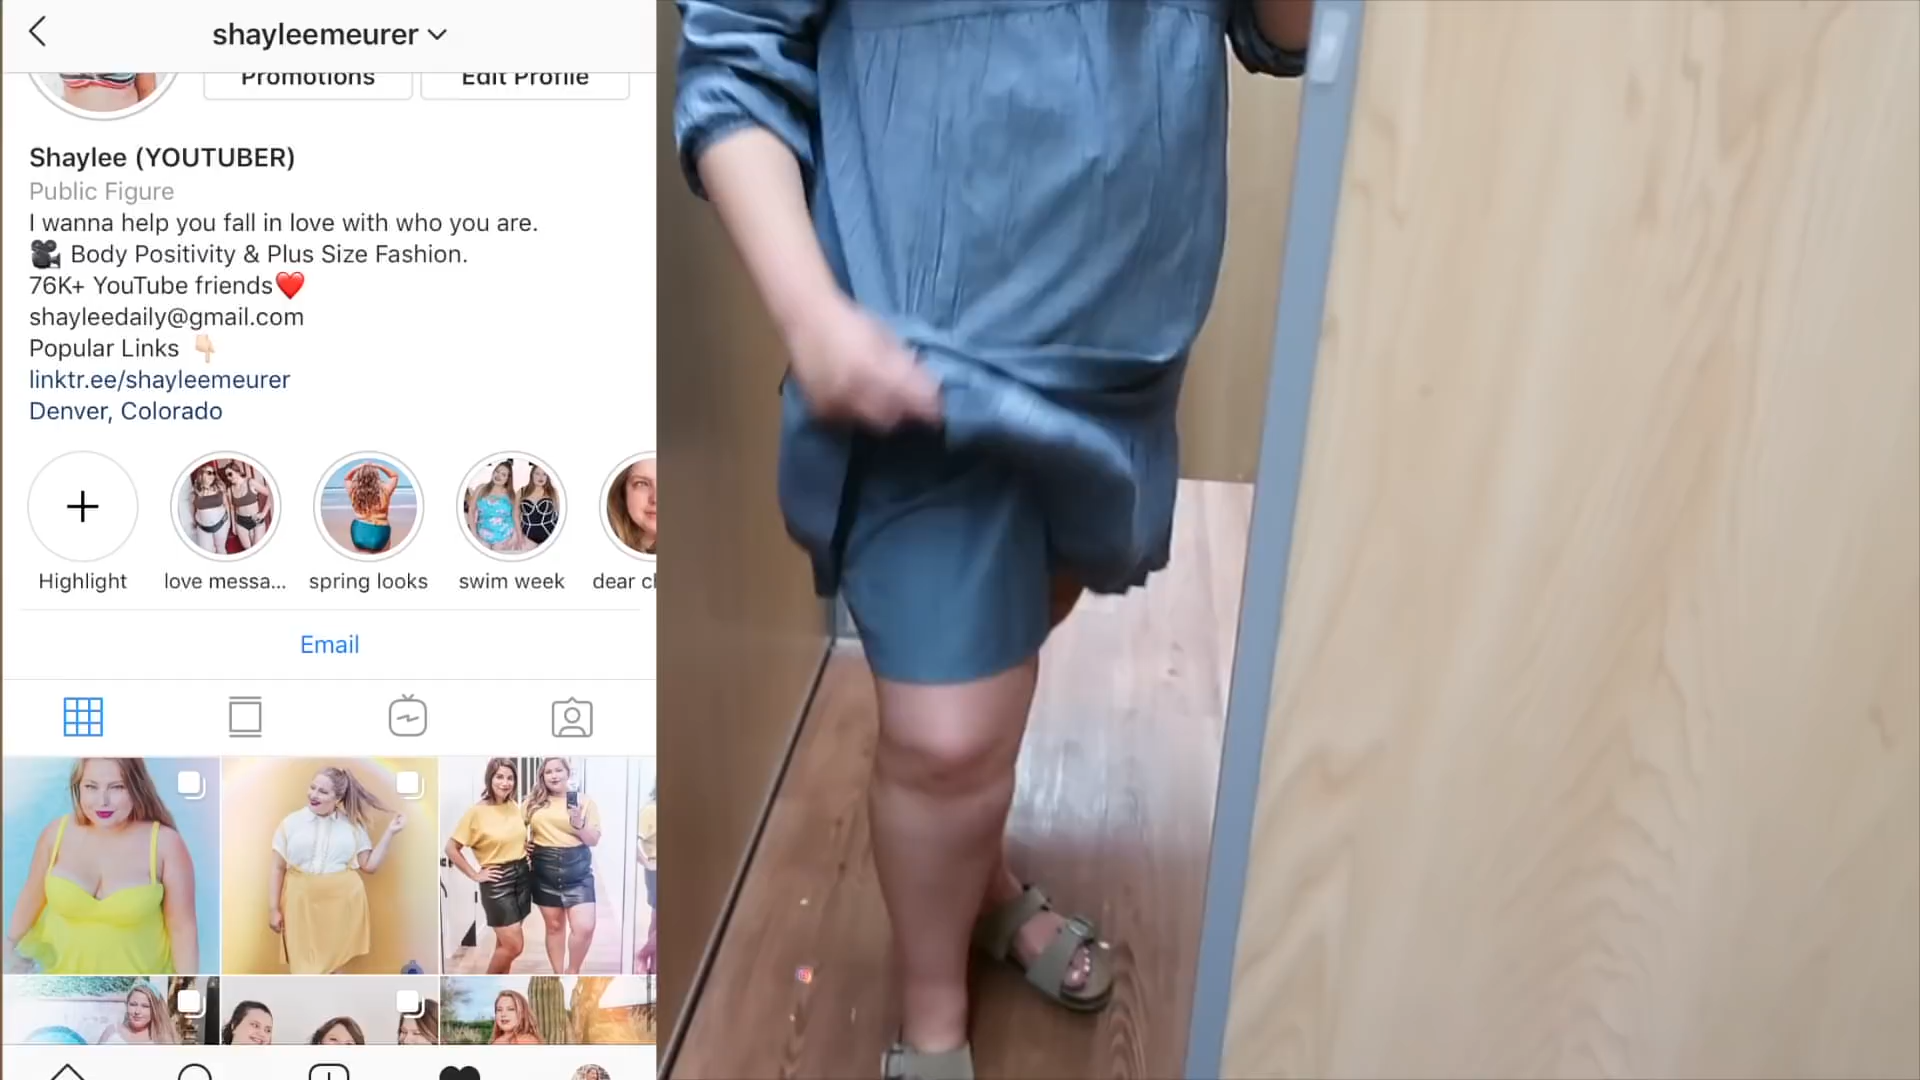 shayleemeurer
Promotions
Edit Profile
Shaylee (YOUTUBER)
Public Figure
I wanna help you fall in love with who you are.
🎥 Body Positivity & Plus Size Fashion.
76K+ YouTube friends❤️
shayleedaily@gmail.com
Popular Links 👇🏻
linktr.ee/shayleemeurer
Denver, Colorado
Highlight
love messa...
spring looks
swim week
dear c
Email